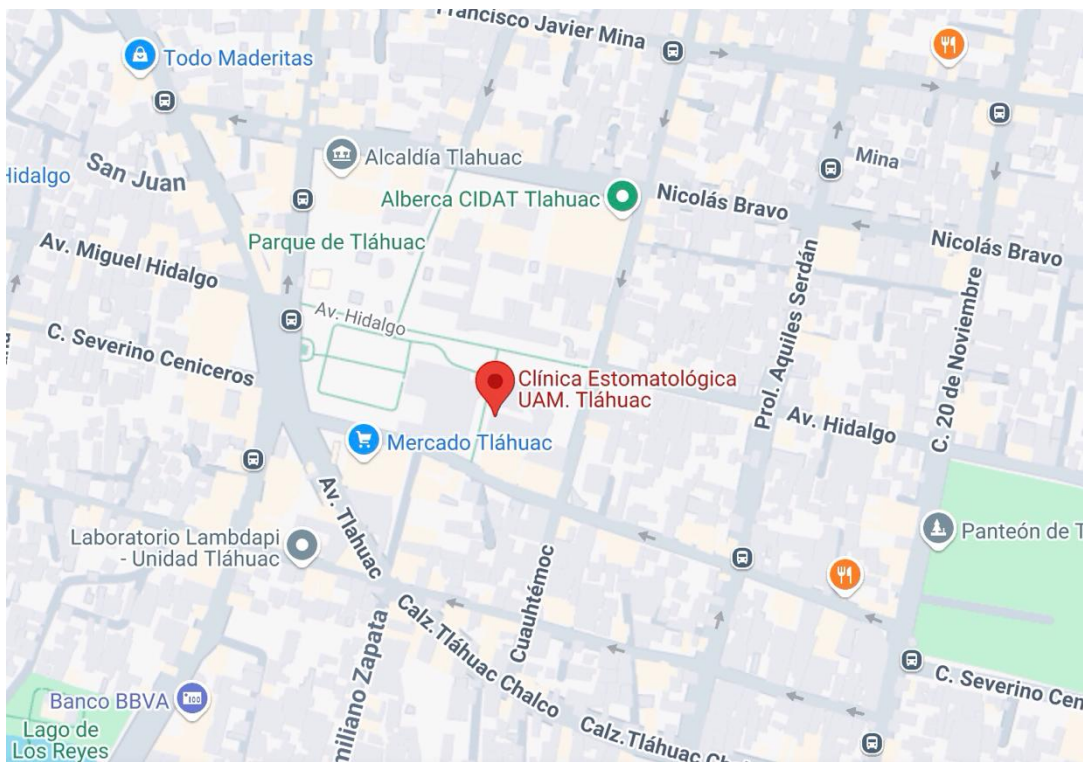 Francisco Javier Mina
Todo Maderitas
Hidalgo
San Juan
Alcaldía Tlahuac
Mina
Alberca CIDAT Tlahuac
Nicolás Bravo
Nicolás Bravo
Parque de Tláhuac
Av. Miguel Hidalgo
Av. Hidalgo
C. Severino Ceniceros
Clínica Estomatológica
UAM. Tláhuac
Prol. Aquiles Serdán
C. 20 de Noviembre
Av. Hidalgo
Mercado Tláhuac
Av. Tlahuac
Laboratorio Lambdapi
- Unidad Tláhuac
Panteón de T
Cuauhtémoc
Calz.Tláhuac Chalco
miliano Zapata
C. Severino Cen
Banco BBVA
100
Lago de
Los Reyes
Calz.Tláhuac Ch